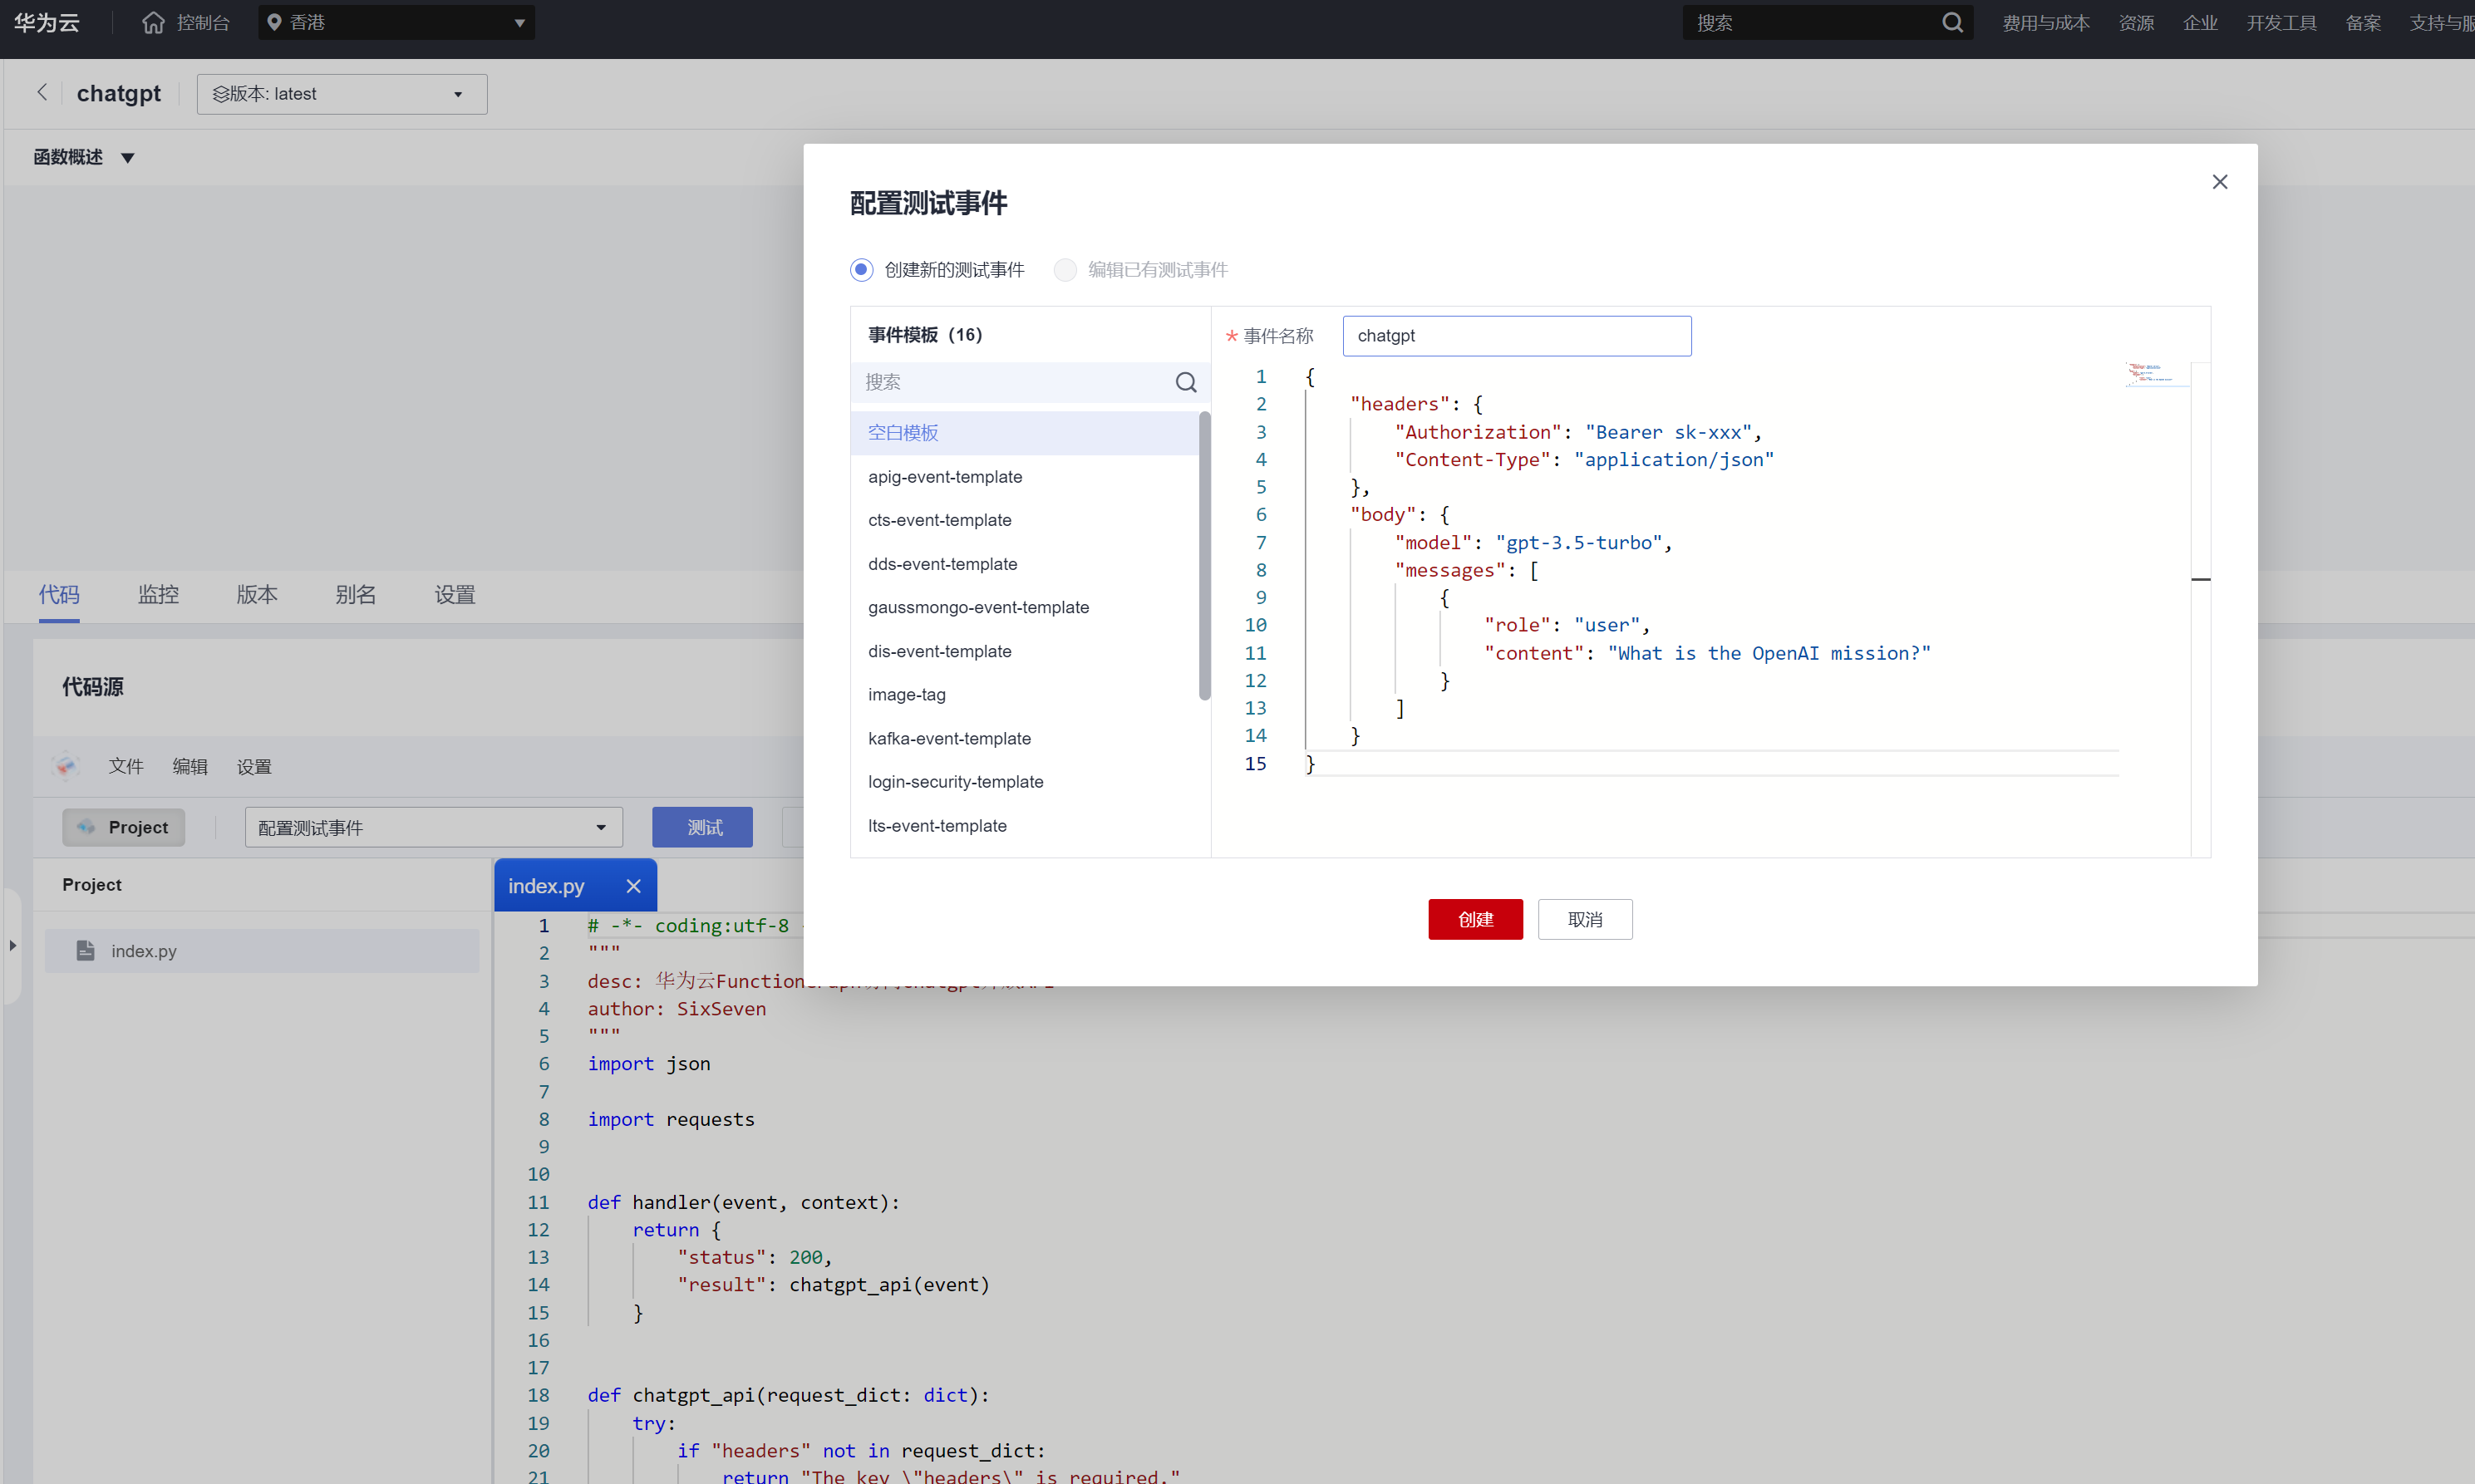 华为云 控制台 香港 搜索 费用与成本 资源 企业 开发工具 备案 支持与服
chatgpt 版本: latest
函数概述
配置测试事件
创建新的测试事件 编辑已有测试事件
事件模板（16）
搜索
空白模板
apig-event-template
cts-event-template
dds-event-template
gaussmongo-event-template
dis-event-template
image-tag
kafka-event-template
login-security-template
lts-event-template
* 事件名称 chatgpt
1 {
2 "headers": {
3 "Authorization": "Bearer sk-xxx",
4 "Content-Type": "application/json"
5 },
6 "body": {
7 "model": "gpt-3.5-turbo",
8 "messages": [
9 {
10 "role": "user",
11 "content": "What is the OpenAI mission?"
12 }
13 ]
14 }
15 }
创建 取消
代码 监控 版本 别名 设置
代码源
文件 编辑 设置
Project 配置测试事件 测试
Project
index.py
index.py
1 # -*- coding:utf-8
2 """
3 desc: 华为云Function
4 author: SixSeven
5 """
6 import json
7
8 import requests
9
10
11 def handler(event, context):
12 return {
13 "status": 200,
14 "result": chatgpt_api(event)
15 }
16
17
18 def chatgpt_api(request_dict: dict):
19 try:
20 if "headers" not in request_dict:
21 return "The key \"headers\" is required."